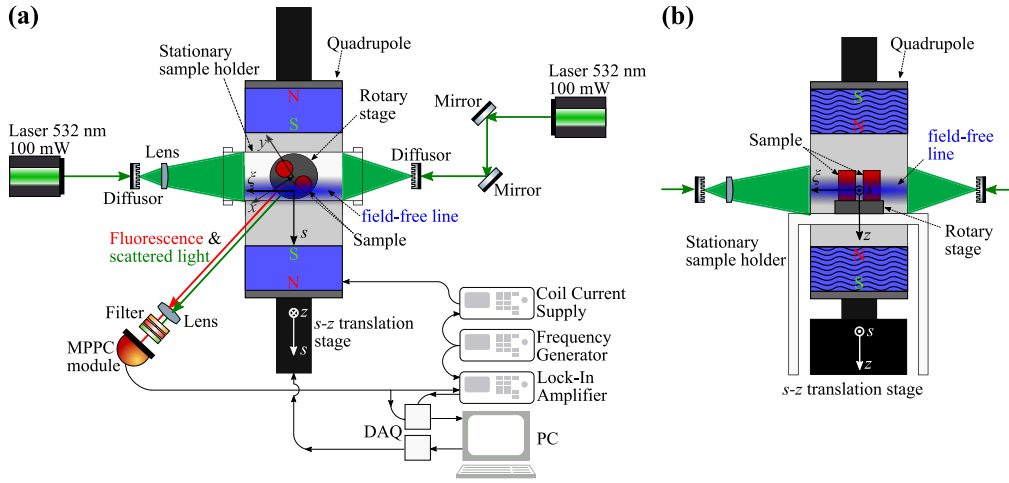 (a)
Quadrupole
Stationary
sample holder
N
S
Rotary
stage
Laser 532 nm
100 mW
Mirror
Laser 532 nm
100 mW
Lens
Diffusor
y
ξ
x
s
Diffusor
Mirror
field-free line
Sample
Fluorescence &
scattered light
S
N
Filter
Lens
MPPC
module
z
s
s-z translation
stage
Coil Current
Supply
Frequency
Generator
Lock-In
Amplifier
DAQ
PC
(b)
Quadrupole
S
N
Sample
field-free
line
ξ
s
z
Stationary
sample holder
Rotary
stage
N
S
s
z
s-z translation stage